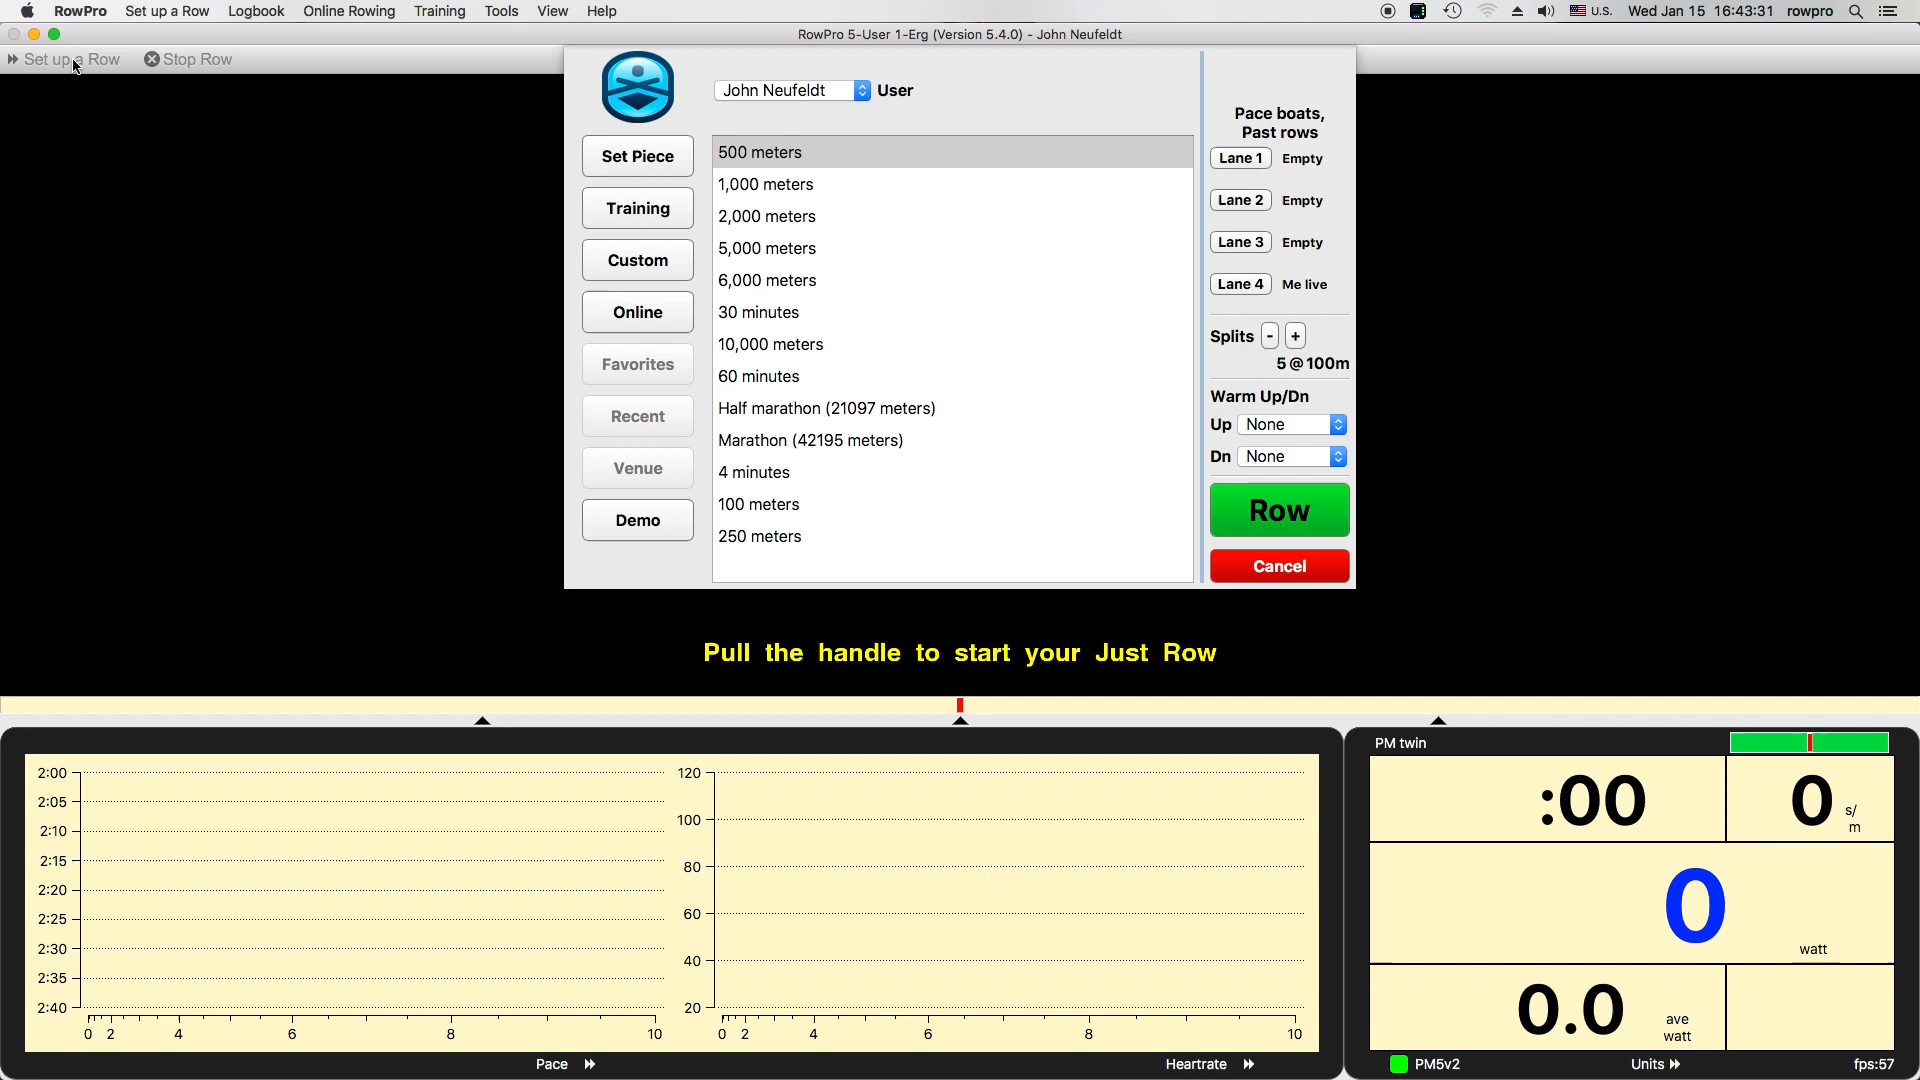 RowPro Set up a Row Logbook Online Rowing Training Tools View Help U.S. Wed Jan 15 16:43:31 rowpro
RowPro 5-User 1-Erg (Version 5.4.0) - John Neufeldt
Set up a Row Stop Row
John Neufeldt User
Set Piece
Training
Custom
Online
Favorites
Recent
Venue
Demo
500 meters
1,000 meters
2,000 meters
5,000 meters
6,000 meters
30 minutes
10,000 meters
60 minutes
Half marathon (21097 meters)
Marathon (42195 meters)
4 minutes
100 meters
250 meters
Pace boats,
Past rows
Lane 1 Empty
Lane 2 Empty
Lane 3 Empty
Lane 4 Me live
Splits - +
5 @ 100m
Warm Up/Dn
Up None
Dn None
Row
Cancel
Pull the handle to start your Just Row
2:00
2:05
2:10
2:15
2:20
2:25
2:30
2:35
2:40
0 2 4 6 8 10
Pace
120
100
80
60
40
20
0 2 4 6 8 10
Heartrate
PM twin
:00
0 s/
m
0
watt
0.0 ave
watt
PM5v2 Units fps:57